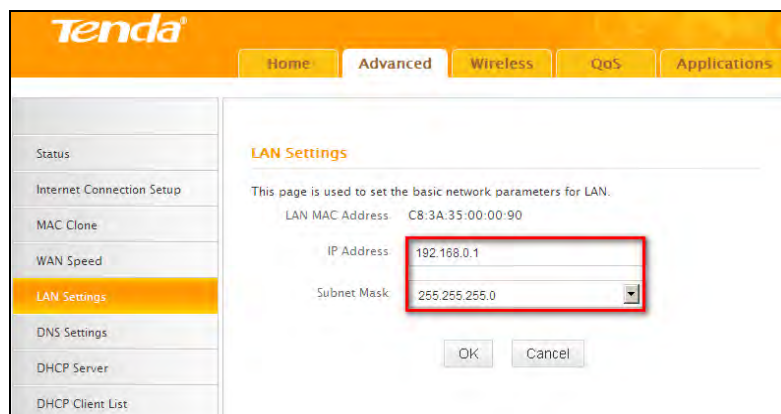 Tenda®
Home Advanced Wireless QoS Applications
Status
Internet Connection Setup
MAC Clone
WAN Speed
LAN Settings
DNS Settings
DHCP Server
DHCP Client List
LAN Settings
This page is used to set the basic network parameters for LAN.
LAN MAC Address C8:3A:35:00:00:90
IP Address 192.168.0.1
Subnet Mask 255.255.255.0
OK Cancel